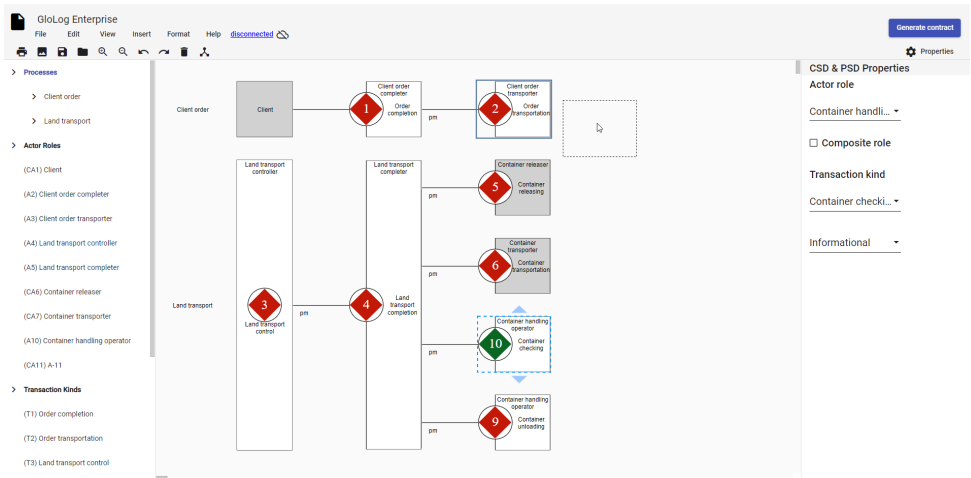 GloLog Enterprise
File Edit View Insert Format Help disconnected
Generate contract
Properties
Processes
Client order
Land transport
Actor Roles
(CA1) Client
(A2) Client order completer
(A3) Client order transporter
(A4) Land transport controller
(A5) Land transport completer
(CA6) Container releaser
(CA7) Container transporter
(A10) Container handling operator
(CA11) A-11
Transaction Kinds
(T1) Order completion
(T2) Order transportation
(T3) Land transport control
Client order
Client
Client order
completer
1
Order
completion
pm
Client order
transporter
2
Order
transportation
Land transport
Land transport
controller
3
Land transport
control
pm
Land transport
completer
4
Land
transport
completion
pm
Container releaser
5
Container
releasing
pm
Container
transporter
6
Container
transportation
pm
Container handling
operator
10
Container
checking
pm
Container handling
operator
9
Container
unloading
CSD & PSD Properties
Actor role
Container handli...
Composite role
Transaction kind
Container checki...
Informational